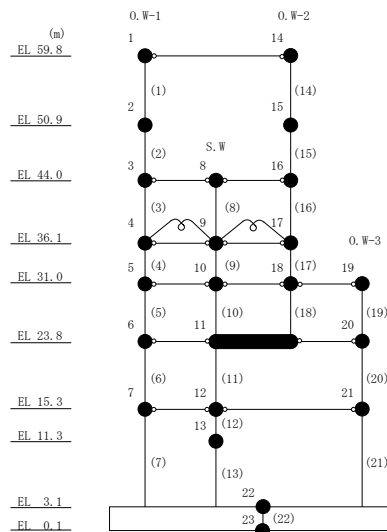 O.W-1 O.W-2
(m)
EL 59.8 1 14
(1) (14)
EL 50.9 2 15
(2) S.W (15)
EL 44.0 3 8 16
(3) (8) (16)
EL 36.1 4 9 17 O.W-3
(4) (9) (17)
EL 31.0 5 10 18 19
(5) (10) (18) (19)
EL 23.8 6 11 20
(6) (11) (20)
EL 15.3 7 12 21
(12)
EL 11.3 13
(7) (13) (21)
EL 3.1 22
EL 0.1 23 (22)